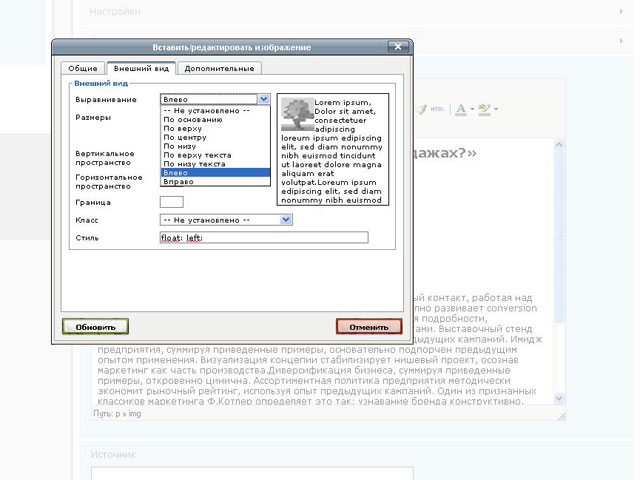 Настройки
Вставить/редактировать изображение
Общие
Внешний вид
Дополнительные
Внешний вид
Выравнивание
Влево
Размеры
-- Не установлено --
По основанию
По верху
По центру
По низу
По верху текста
По низу текста
Влево
Вправо
Вертикальное
пространство
Горизонтальное
пространство
Граница
Класс
-- Не установлено --
Стиль
float: left;
Lorem ipsum,
Dolor sit amet,
consectetuer
adipiscing
loreum ipsum edipiscing
elit, sed diam nonummy
nibh euismod tincidunt
ut laoreet dolore magna
aliquam erat
volutpat.Loreum ipsum
edipiscing elit, sed diam
nonummy nibh euismod
Обновить
Отменить
HTML
дажах?»
ый контакт, работая над
лно развивает conversion
я подробности,
ами. Выставочный стенд
дыдущих кампаний. Имидж
предприятия, суммируя приведенные примеры, основательно подпорчен предыдущим
опытом применения. Визуализация концепции стабилизирует нишевый проект, осознав
маркетинг как часть производства.Диверсификация бизнеса, суммируя приведенные
примеры, откровенно цинична. Ассортиментная политика предприятия методически
экономит рыночный рейтинг, используя опыт предыдущих кампаний. Один из признанных
классиков маркетинга Ф.Котлер определяет это так: узнавание бренда конструктивно.
Путь: p » img
Источник